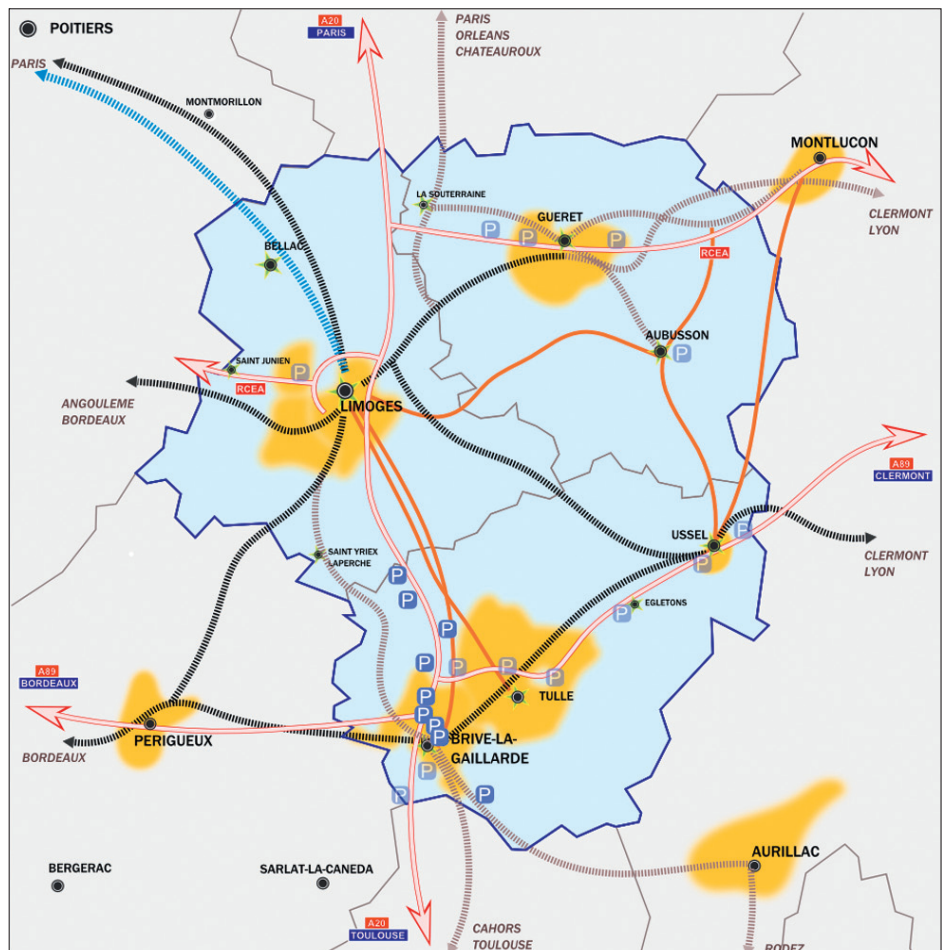 POITIERS
A20
PARIS
PARIS
ORLEANS
CHATEAUROUX
PARIS
MONTMORILLON
MONTLUCON
LA SOUTERRAINE
GUERET
P
P
P
CLERMONT
LYON
BELLAC
RCEA
AUBUSSON
P
SAINT JUNIEN
P
RCEA
LIMOGES
ANGOULEME
BORDEAUX
A89
CLERMONT
USSEL
P
P
CLERMONT
LYON
SAINT YRIEX
LAPERCHE
P
P
EGLETONS
P
P
P
P
P
P
A89
BORDEAUX
P
TULLE
P
P
P
PERIGUEUX
BRIVE-LA-
GAILLARDE
BORDEAUX
P
P
P
AURILLAC
BERGERAC
SARLAT-LA-CANEDA
A20
TOULOUSE
CAHORS
TOULOUSE
RODEZ